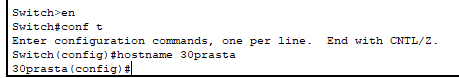 Switch>en
Switch#conf t
Enter configuration commands, one per line.  End with CNTL/Z.
Switch(config)#hostname 30prasta
30prasta(config)#